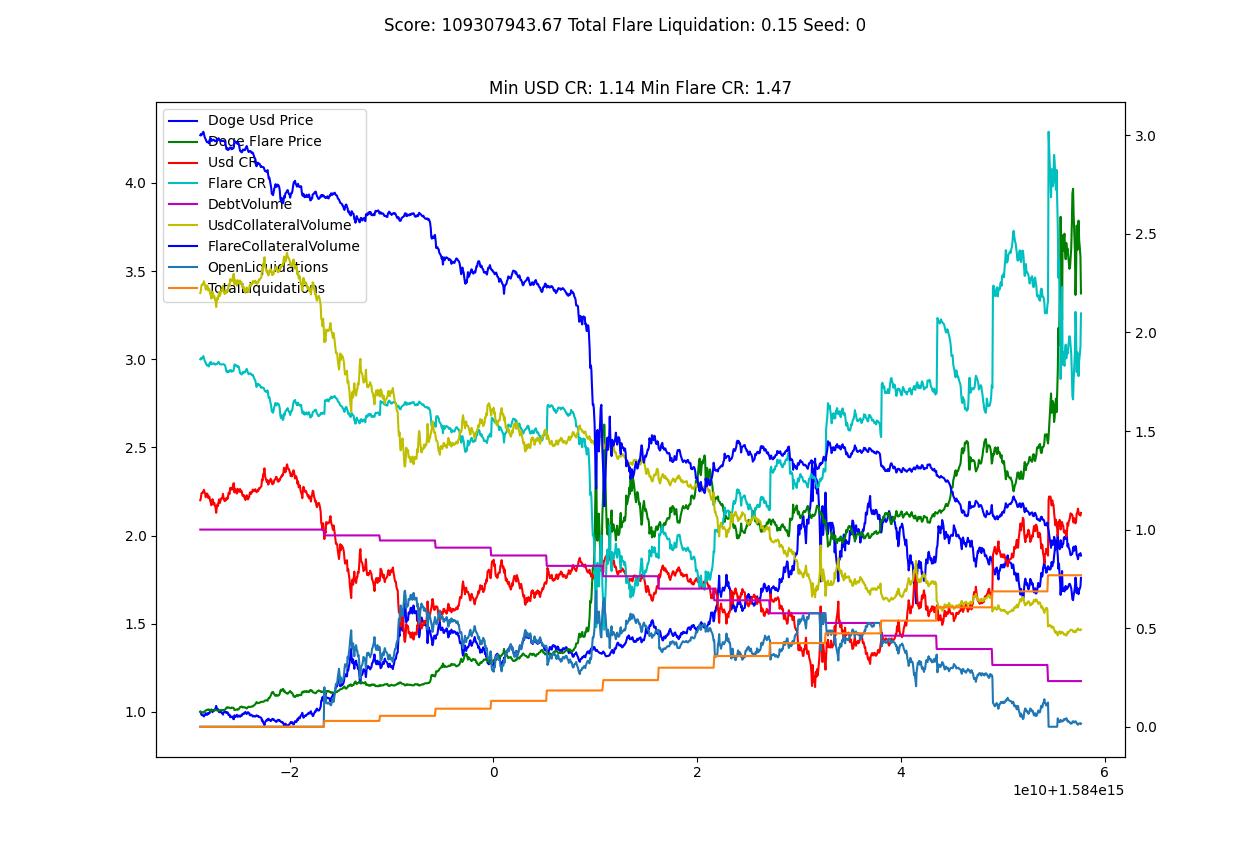 Score: 109307943.67 Total Flare Liquidation: 0.15 Seed: 0
Min USD CR: 1.14 Min Flare CR: 1.47
Doge Usd Price
Doge Flare Price
Usd CR
Flare CR
DebtVolume
UsdCollateralVolume
FlareCollateralVolume
OpenLiquidations
TotalLiquidations
4.0
3.5
3.0
2.5
2.0
1.5
1.0
3.0
2.5
2.0
1.5
1.0
0.5
0.0
−2 0 2 4 6
1e10+1.584e15